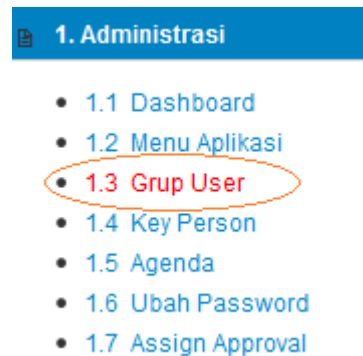 1. Administrasi
1.1 Dashboard
1.2 Menu Aplikasi
1.3 Grup User
1.4 Key Person
1.5 Agenda
1.6 Ubah Password
1.7 Assign Approval